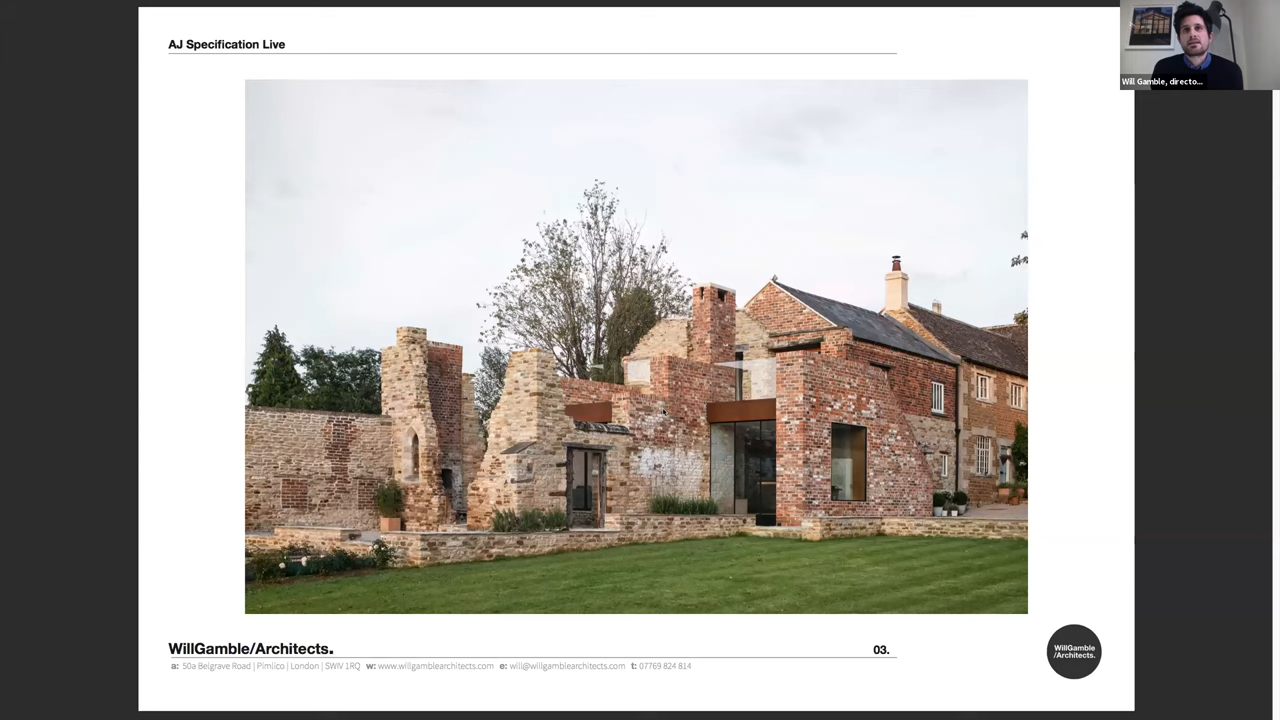 AJ Specification Live
Will Gamble, directo...
WillGamble/Architects.
03.
a: 50a Belgrave Road | Pimlico | London | SW1V 1RQ w: www.willgamblearchitects.com e: will@willgamblearchitects.com t: 07769 824 814
WillGamble
/Architects.